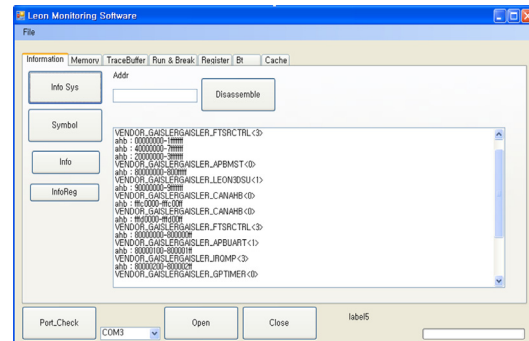 Leon Monitoring Software
File
Information Memory TraceBuffer Run & Break Register Bt Cache
Info Sys
Addr
Disassemble
Symbol
Info
InfoReg
VENDOR_GAISLERGAISLER_FTSRCTRL<3>
ahb : 00000000-1fffffff
ahb : 40000000-7fffffff
ahb : 20000000-3fffffff
VENDOR_GAISLERGAISLER_APBMST<0>
ahb : 80000000-800fffff
VENDOR_GAISLERGAISLER_LEON3DSU<1>
ahb : 90000000-9fffffff
VENDOR_GAISLERGAISLER_CANAHB<0>
ahb : fffc0000-fffc00ff
VENDOR_GAISLERGAISLER_CANAHB<0>
ahb : fffd0000-fffd00ff
VENDOR_GAISLERGAISLER_FTSRCTRL<3>
ahb : 80000000-800000ff
VENDOR_GAISLERGAISLER_APBUART<1>
ahb : 80000100-800001ff
VENDOR_GAISLERGAISLER_IRQMP<3>
ahb : 80000200-800002ff
VENDOR_GAISLERGAISLER_GPTIMER<0>
Port_Check
COM3
Open
Close
label5